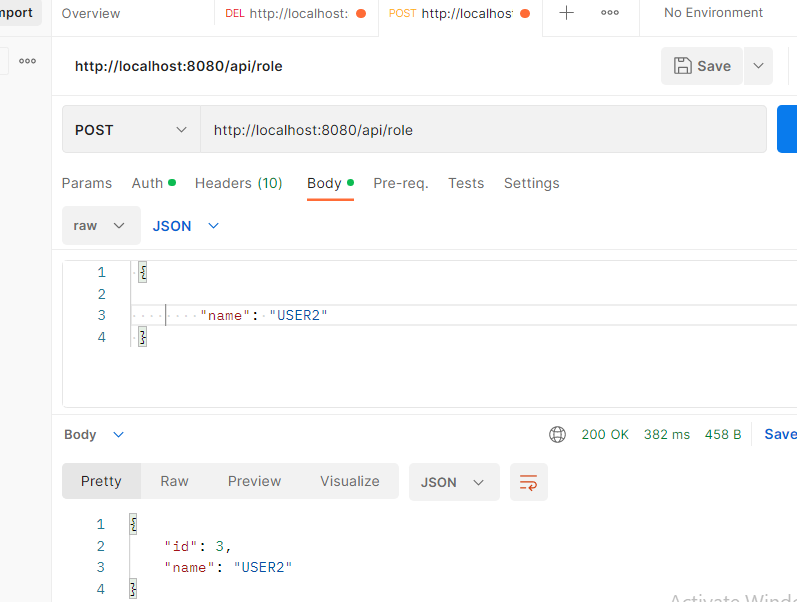 mport
Overview
DEL http://localhost:
POST http://localhos
No Environment
http://localhost:8080/api/role
Save
POST
http://localhost:8080/api/role
Params Auth Headers (10) Body Pre-req. Tests Settings
raw JSON
1 {
2
3 "name": "USER2"
4 }
Body 200 OK 382 ms 458 B Save
Pretty Raw Preview Visualize JSON
1 {
2 "id": 3,
3 "name": "USER2"
4 }
Activate Windo